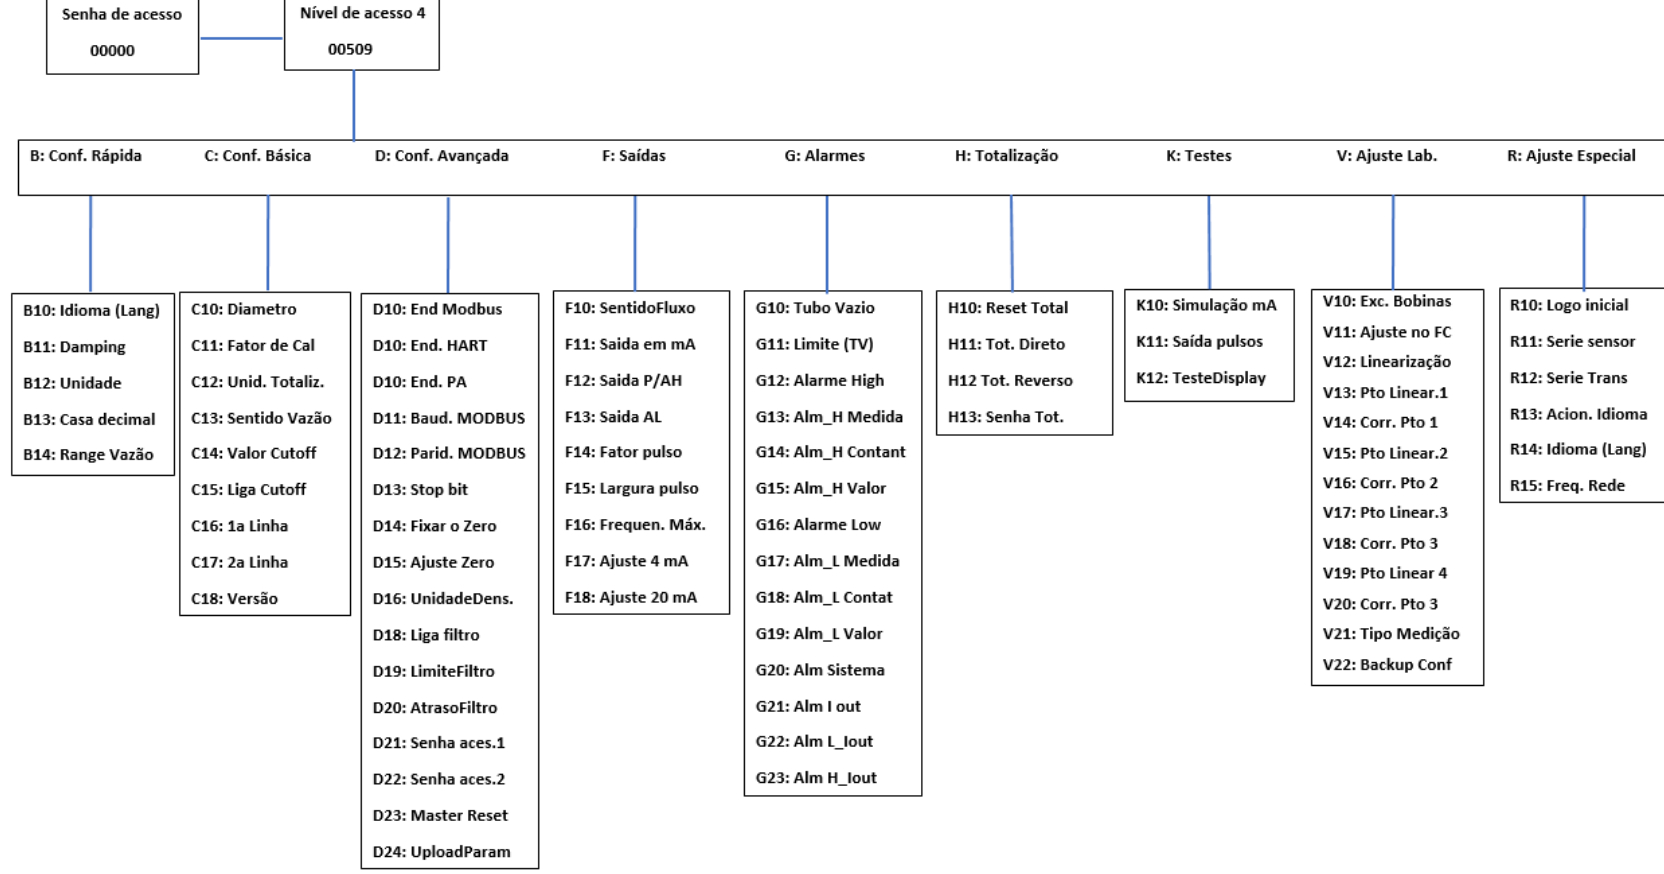 Senha de acesso
00000
Nível de acesso 4
00509
B: Conf. Rápida
C: Conf. Básica
D: Conf. Avançada
F: Saídas
G: Alarmes
H: Totalização
K: Testes
V: Ajuste Lab.
R: Ajuste Especial
B10: Idioma (Lang)
B11: Damping
B12: Unidade
B13: Casa decimal
B14: Range Vazão
C10: Diametro
C11: Fator de Cal
C12: Unid. Totaliz.
C13: Sentido Vazão
C14: Valor Cutoff
C15: Liga Cutoff
C16: 1a Linha
C17: 2a Linha
C18: Versão
D10: End Modbus
D10: End. HART
D10: End. PA
D11: Baud. MODBUS
D12: Parid. MODBUS
D13: Stop bit
D14: Fixar o Zero
D15: Ajuste Zero
D16: UnidadeDens.
D18: Liga filtro
D19: LimiteFiltro
D20: AtrasoFiltro
D21: Senha aces.1
D22: Senha aces.2
D23: Master Reset
D24: UploadParam
F10: SentidoFluxo
F11: Saida em mA
F12: Saida P/AH
F13: Saida AL
F14: Fator pulso
F15: Largura pulso
F16: Frequen. Máx.
F17: Ajuste 4 mA
F18: Ajuste 20 mA
G10: Tubo Vazio
G11: Limite (TV)
G12: Alarme High
G13: Alm_H Medida
G14: Alm_H Contant
G15: Alm_H Valor
G16: Alarme Low
G17: Alm_L Medida
G18: Alm_L Contat
G19: Alm_L Valor
G20: Alm Sistema
G21: Alm I out
G22: Alm L_Iout
G23: Alm H_Iout
H10: Reset Total
H11: Tot. Direto
H12 Tot. Reverso
H13: Senha Tot.
K10: Simulação mA
K11: Saída pulsos
K12: TesteDisplay
V10: Exc. Bobinas
V11: Ajuste no FC
V12: Linearização
V13: Pto Linear.1
V14: Corr. Pto 1
V15: Pto Linear.2
V16: Corr. Pto 2
V17: Pto Linear.3
V18: Corr. Pto 3
V19: Pto Linear 4
V20: Corr. Pto 3
V21: Tipo Medição
V22: Backup Conf
R10: Logo inicial
R11: Serie sensor
R12: Serie Trans
R13: Acion. Idioma
R14: Idioma (Lang)
R15: Freq. Rede